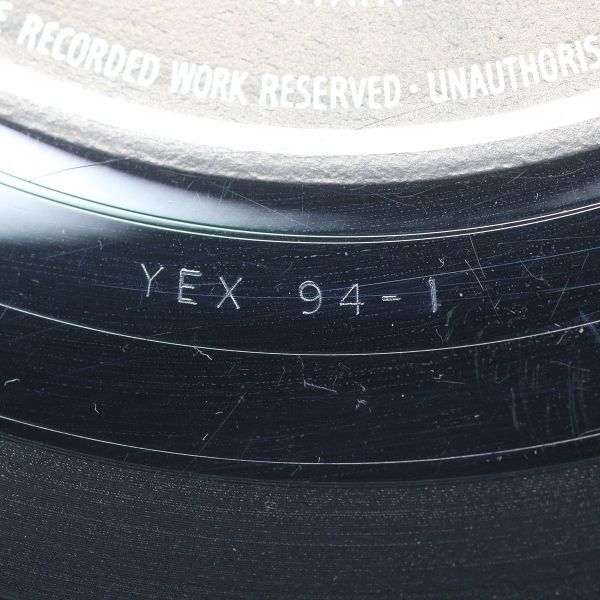 RECORDED WORK RESERVED · UNAUTHORIS
YEX 94-1